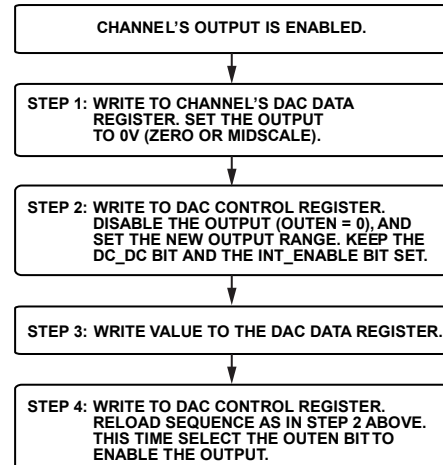 CHANNEL'S OUTPUT IS ENABLED.
STEP 1: WRITE TO CHANNEL'S DAC DATA
REGISTER. SET THE OUTPUT
TO 0V (ZERO OR MIDSCALE).
STEP 2: WRITE TO DAC CONTROL REGISTER.
DISABLE THE OUTPUT (OUTEN = 0), AND
SET THE NEW OUTPUT RANGE. KEEP THE
DC_DC BIT AND THE INT_ENABLE BIT SET.
STEP 3: WRITE VALUE TO THE DAC DATA REGISTER.
STEP 4: WRITE TO DAC CONTROL REGISTER.
RELOAD SEQUENCE AS IN STEP 2 ABOVE.
THIS TIME SELECT THE OUTEN BIT TO
ENABLE THE OUTPUT.